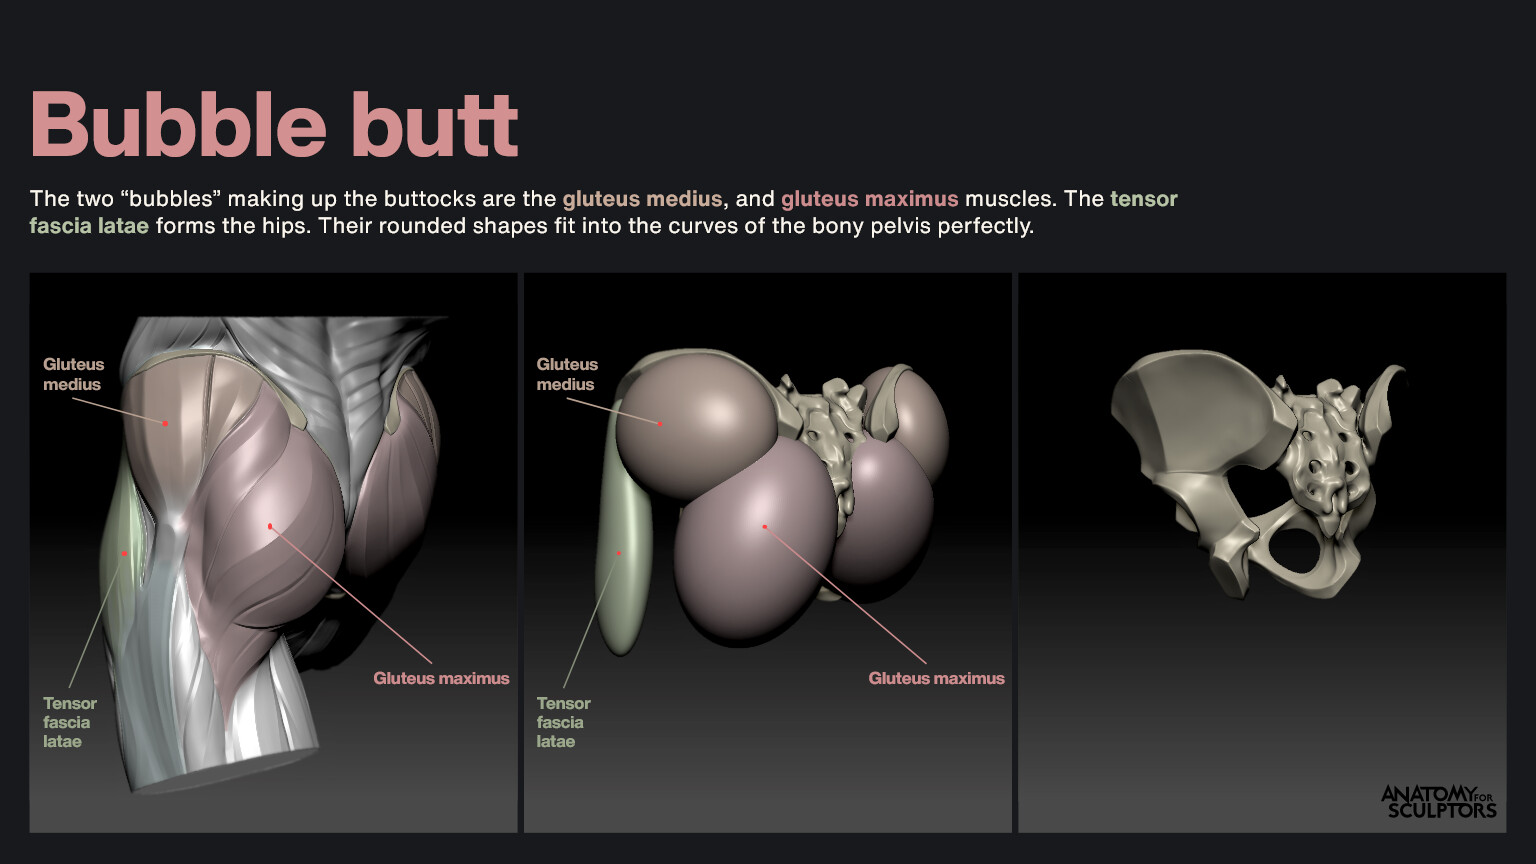 Bubble butt
The two “bubbles” making up the buttocks are the gluteus medius, and gluteus maximus muscles. The tensor
fascia latae forms the hips. Their rounded shapes fit into the curves of the bony pelvis perfectly.
Gluteus
medius
Gluteus maximus
Tensor
fascia
latae
Gluteus
medius
Gluteus maximus
Tensor
fascia
latae
ANATOMY FOR
SCULPTORS